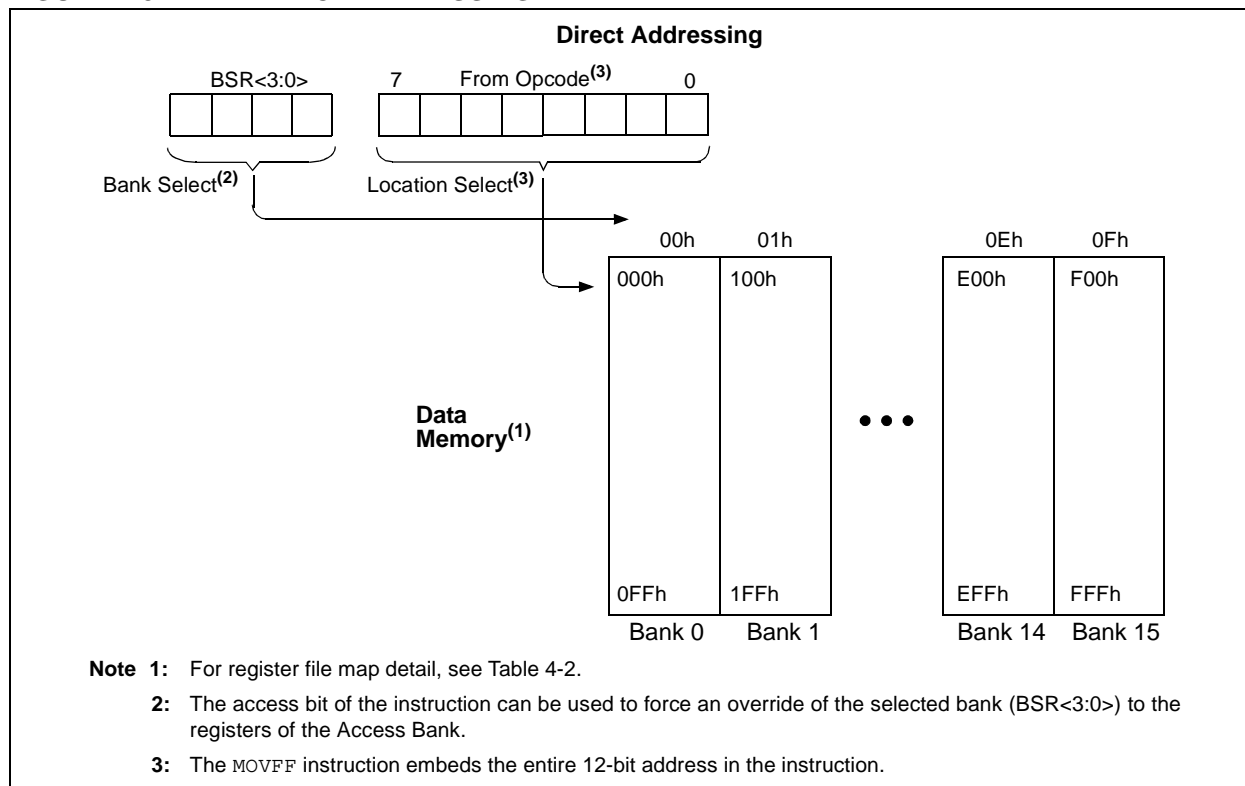 Direct Addressing
BSR<3:0>
7 From Opcode(3) 0
Bank Select(2)
Location Select(3)
00h 01h 0Eh 0Fh
000h 100h E00h F00h
Data
Memory(1)
0FFh 1FFh EFFh FFFh
Bank 0 Bank 1 Bank 14 Bank 15
Note 1: For register file map detail, see Table 4-2.
2: The access bit of the instruction can be used to force an override of the selected bank (BSR<3:0>) to the
registers of the Access Bank.
3: The MOVFF instruction embeds the entire 12-bit address in the instruction.